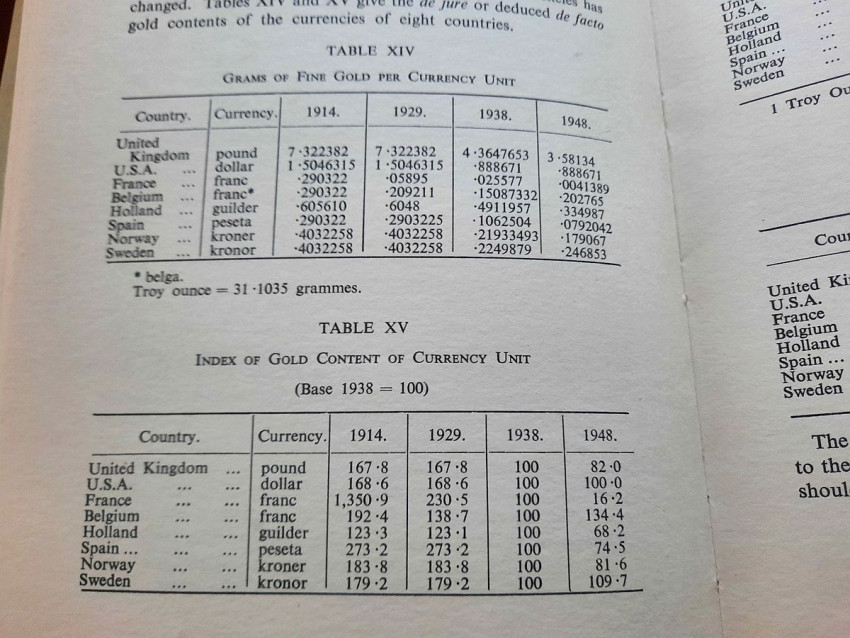 changed. Tables XIV and XV give the de jure or deduced de facto
has
gold contents of the currencies of eight countries.
TABLE XIV
GRAMS OF FINE GOLD PER CURRENCY UNIT
Country. Currency. 1914. 1929. 1938. 1948.
United
Kingdom pound 7·322382 7·322382 4·3647653 3·58134
U.S.A. ... dollar 1·5046315 1·5046315 ·888671 ·888671
France ... franc ·290322 ·05895 ·025577 ·0041389
Belgium ... franc* ·290322 ·209211 ·15087332 ·202765
Holland ... guilder ·605610 ·6048 ·4911957 ·334987
Spain ... peseta ·290322 ·2903225 ·1062504 ·0792042
Norway ... kroner ·4032258 ·4032258 ·21933493 ·179067
Sweden ... kronor ·4032258 ·4032258 ·2249879 ·246853
* belga.
Troy ounce = 31·1035 grammes.
TABLE XV
INDEX OF GOLD CONTENT OF CURRENCY UNIT
(Base 1938 = 100)
Country. Currency. 1914. 1929. 1938. 1948.
United Kingdom ... pound 167·8 167·8 100 82·0
U.S.A. ... ... dollar 168·6 168·6 100 100·0
France ... ... franc 1,350·9 230·5 100 16·2
Belgium ... ... franc 192·4 138·7 100 134·4
Holland ... ... guilder 123·3 123·1 100 68·2
Spain ... ... peseta 273·2 273·2 100 74·5
Norway ... ... kroner 183·8 183·8 100 81·6
Sweden ... ... kronor 179·2 179·2 100 109·7
U.S.A. ...
France ...
Belgium ...
Holland
Spain ...
Norway ...
Sweden
1 Troy Ou
Cou
United Ki
U.S.A.
France
Belgium
Holland
Spain ...
Norway
Sweden
The
to the
shoul